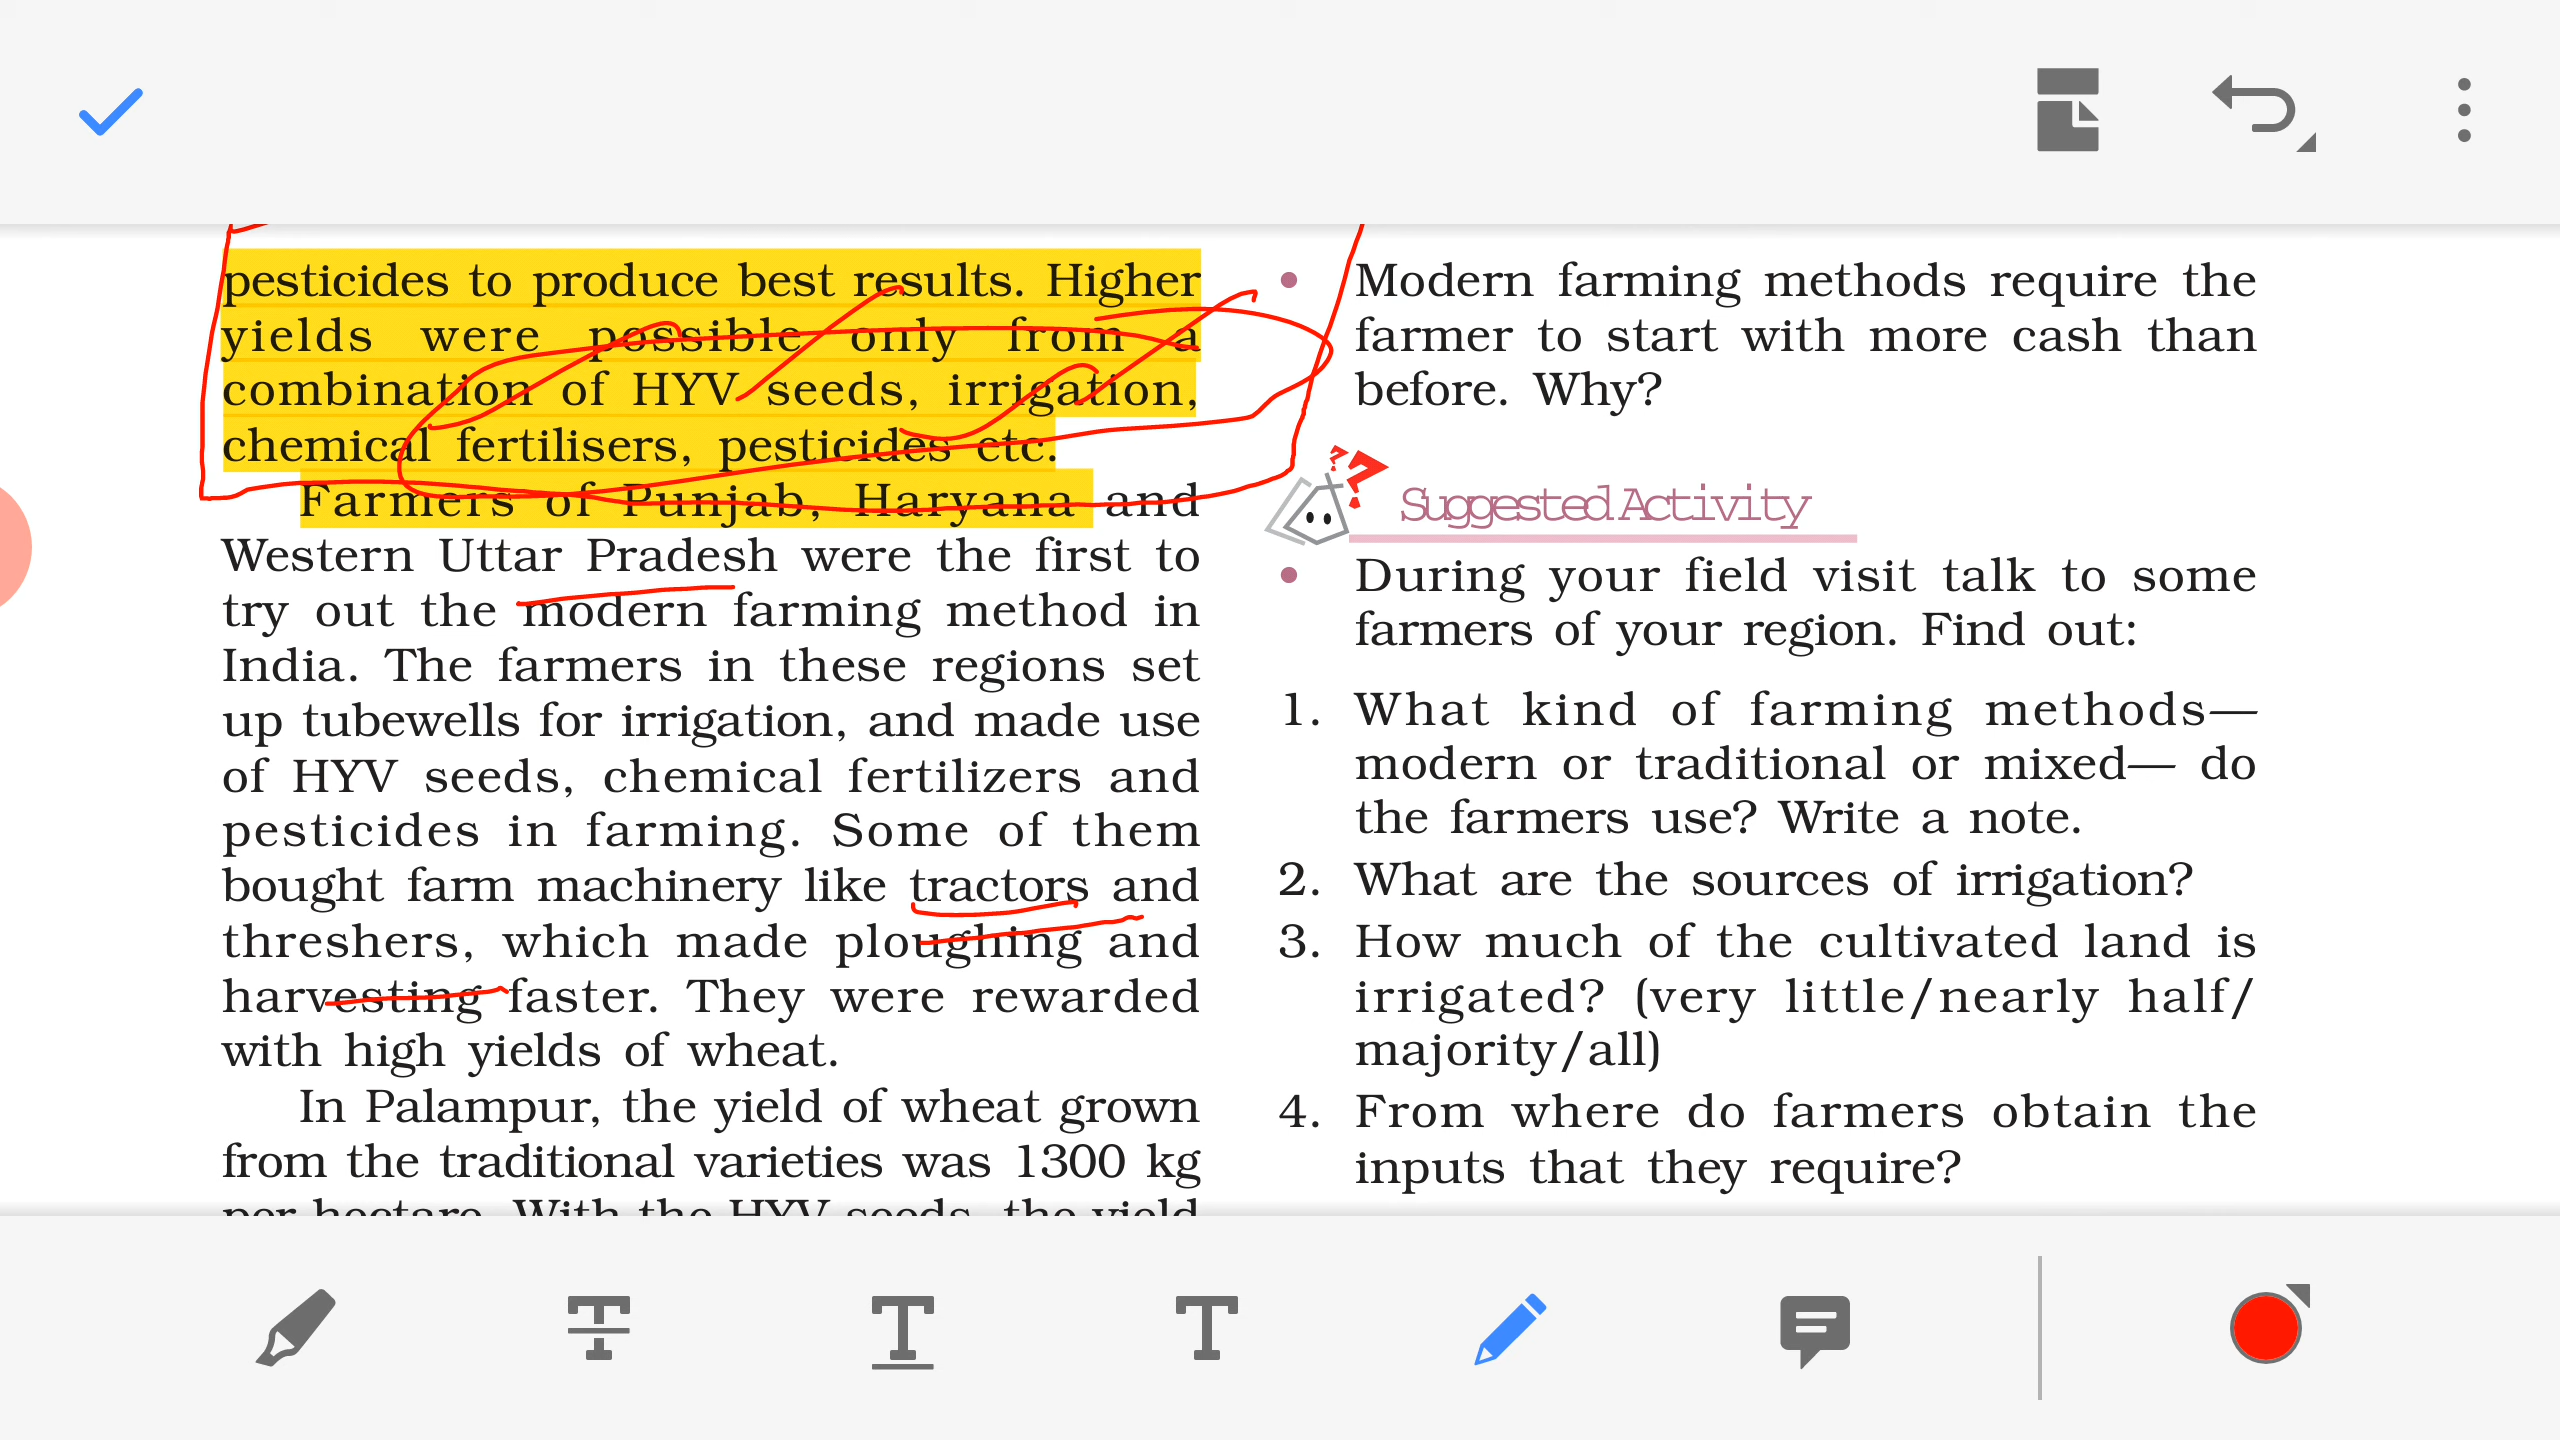 pesticides to produce best results. Higher
yields were possible only from a
combination of HYV seeds, irrigation,
chemical fertilisers, pesticides etc.
Farmers of Punjab, Haryana and
Western Uttar Pradesh were the first to
try out the modern farming method in
India. The farmers in these regions set
up tubewells for irrigation, and made use
of HYV seeds, chemical fertilizers and
pesticides in farming. Some of them
bought farm machinery like tractors and
threshers, which made ploughing and
harvesting faster. They were rewarded
with high yields of wheat.
In Palampur, the yield of wheat grown
from the traditional varieties was 1300 kg
per hectare. With the HYV seeds, the yield
• Modern farming methods require the
farmer to start with more cash than
before. Why?
Suggested Activity
• During your field visit talk to some
farmers of your region. Find out:
1. What kind of farming methods—
modern or traditional or mixed— do
the farmers use? Write a note.
2. What are the sources of irrigation?
3. How much of the cultivated land is
irrigated? (very little/nearly half/
majority/all)
4. From where do farmers obtain the
inputs that they require?